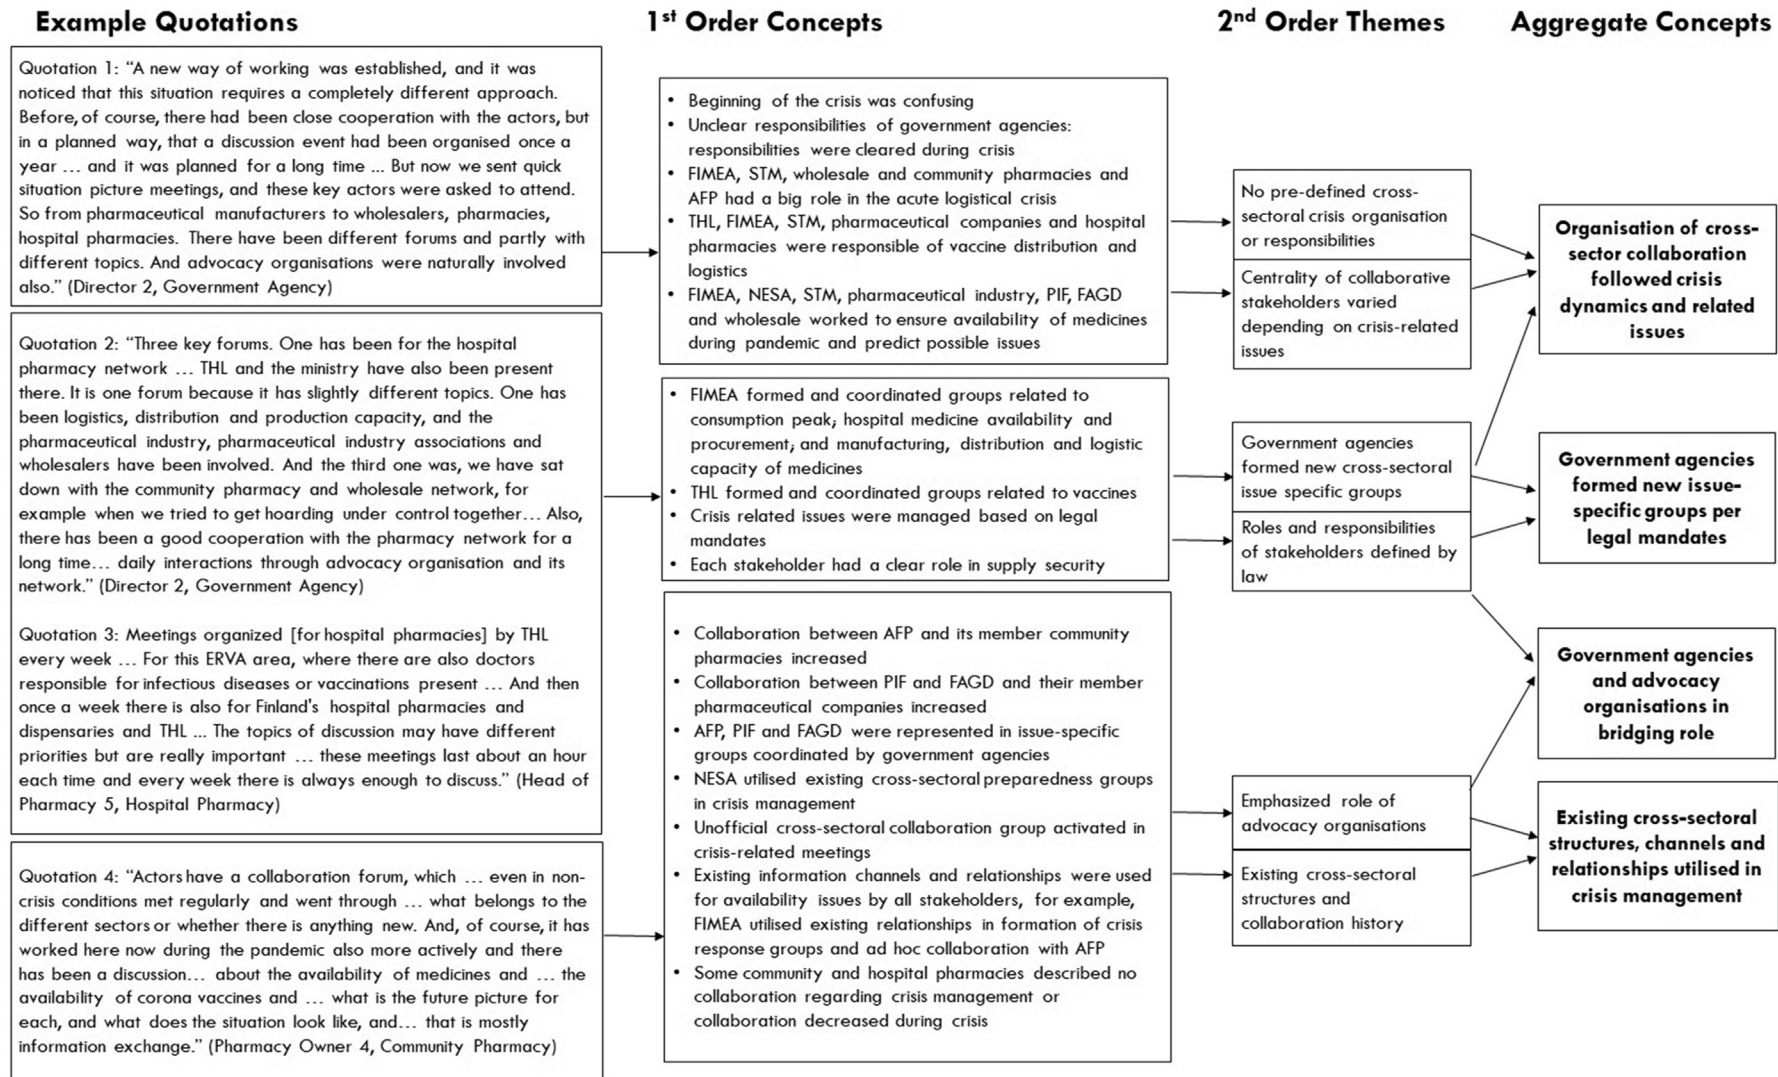 Example Quotations
1st Order Concepts
2nd Order Themes
Aggregate Concepts
Quotation 1: “A new way of working was established, and it was
noticed that this situation requires a completely different approach.
Before, of course, there had been close cooperation with the actors, but
in a planned way, that a discussion event had been organised once a
year … and it was planned for a long time ... But now we sent quick
situation picture meetings, and these key actors were asked to attend.
So from pharmaceutical manufacturers to wholesalers, pharmacies,
hospital pharmacies. There have been different forums and partly with
different topics. And advocacy organisations were naturally involved
also.” (Director 2, Government Agency)
Quotation 2: “Three key forums. One has been for the hospital
pharmacy network … THL and the ministry have also been present
there. It is one forum because it has slightly different topics. One has
been logistics, distribution and production capacity, and the
pharmaceutical industry, pharmaceutical industry associations and
wholesalers have been involved. And the third one was, we have sat
down with the community pharmacy and wholesale network, for
example when we tried to get hoarding under control together… Also,
there has been a good cooperation with the pharmacy network for a
long time… daily interactions through advocacy organisation and its
network.” (Director 2, Government Agency)
Quotation 3: Meetings organized [for hospital pharmacies] by THL
every week … For this ERVA area, where there are also doctors
responsible for infectious diseases or vaccinations present … And then
once a week there is also for Finland's hospital pharmacies and
dispensaries and THL ... The topics of discussion may have different
priorities but are really important … these meetings last about an hour
each time and every week there is always enough to discuss.” (Head of
Pharmacy 5, Hospital Pharmacy)
Quotation 4: “Actors have a collaboration forum, which … even in non-
crisis conditions met regularly and went through … what belongs to the
different sectors or whether there is anything new. And, of course, it has
worked here now during the pandemic also more actively and there
has been a discussion… about the availability of medicines and … the
availability of corona vaccines and … what is the future picture for
each, and what does the situation look like, and… that is mostly
information exchange.” (Pharmacy Owner 4, Community Pharmacy)
• Beginning of the crisis was confusing
• Unclear responsibilities of government agencies:
responsibilities were cleared during crisis
• FIMEA, STM, wholesale and community pharmacies and
AFP had a big role in the acute logistical crisis
• THL, FIMEA, STM, pharmaceutical companies and hospital
pharmacies were responsible of vaccine distribution and
logistics
• FIMEA, NESA, STM, pharmaceutical industry, PIF, FAGD
and wholesale worked to ensure availability of medicines
during pandemic and predict possible issues
• FIMEA formed and coordinated groups related to
consumption peak; hospital medicine availability and
procurement; and manufacturing, distribution and logistic
capacity of medicines
• THL formed and coordinated groups related to vaccines
• Crisis related issues were managed based on legal
mandates
• Each stakeholder had a clear role in supply security
• Collaboration between AFP and its member community
pharmacies increased
• Collaboration between PIF and FAGD and their member
pharmaceutical companies increased
• AFP, PIF and FAGD were represented in issue-specific
groups coordinated by government agencies
• NESA utilised existing cross-sectoral preparedness groups
in crisis management
• Unofficial cross-sectoral collaboration group activated in
crisis-related meetings
• Existing information channels and relationships were used
for availability issues by all stakeholders, for example,
FIMEA utilised existing relationships in formation of crisis
response groups and ad hoc collaboration with AFP
• Some community and hospital pharmacies described no
collaboration regarding crisis management or
collaboration decreased during crisis
No pre-defined cross-
sectoral crisis organisation
or responsibilities
Centrality of collaborative
stakeholders varied
depending on crisis-related
issues
Government agencies
formed new cross-sectoral
issue specific groups
Roles and responsibilities
of stakeholders defined by
law
Emphasized role of
advocacy organisations
Existing cross-sectoral
structures and
collaboration history
Organisation of cross-
sector collaboration
followed crisis
dynamics and related
issues
Government agencies
formed new issue-
specific groups per
legal mandates
Government agencies
and advocacy
organisations in
bridging role
Existing cross-sectoral
structures, channels and
relationships utilised in
crisis management